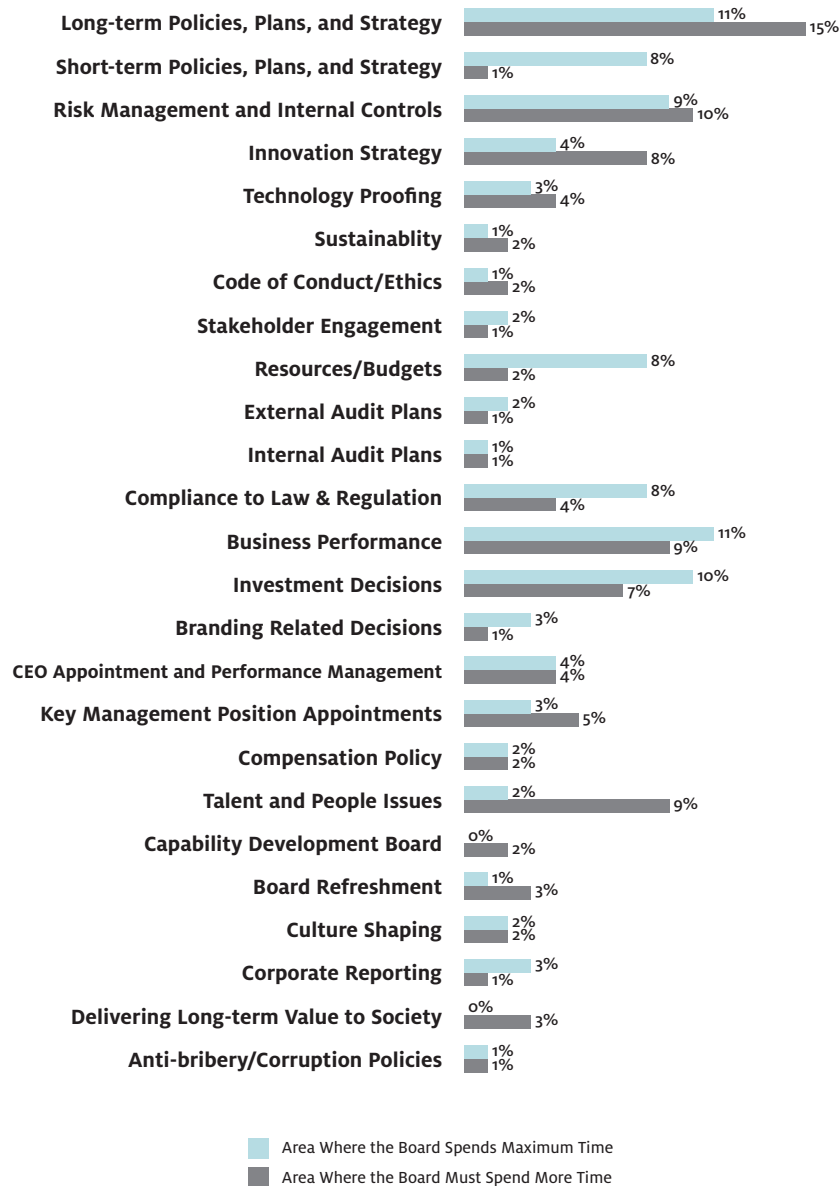 Long-term Policies, Plans, and Strategy
11%
15%
Short-term Policies, Plans, and Strategy
8%
1%
Risk Management and Internal Controls
9%
10%
Innovation Strategy
4%
8%
Technology Proofing
3%
4%
Sustainablity
1%
2%
Code of Conduct/Ethics
1%
2%
Stakeholder Engagement
2%
1%
Resources/Budgets
8%
2%
External Audit Plans
2%
1%
Internal Audit Plans
1%
1%
Compliance to Law & Regulation
8%
4%
Business Performance
11%
9%
Investment Decisions
10%
7%
Branding Related Decisions
3%
1%
CEO Appointment and Performance Management
4%
4%
Key Management Position Appointments
3%
5%
Compensation Policy
2%
2%
Talent and People Issues
2%
9%
Capability Development Board
0%
2%
Board Refreshment
1%
3%
Culture Shaping
2%
2%
Corporate Reporting
3%
1%
Delivering Long-term Value to Society
0%
3%
Anti-bribery/Corruption Policies
1%
1%
Area Where the Board Spends Maximum Time
Area Where the Board Must Spend More Time